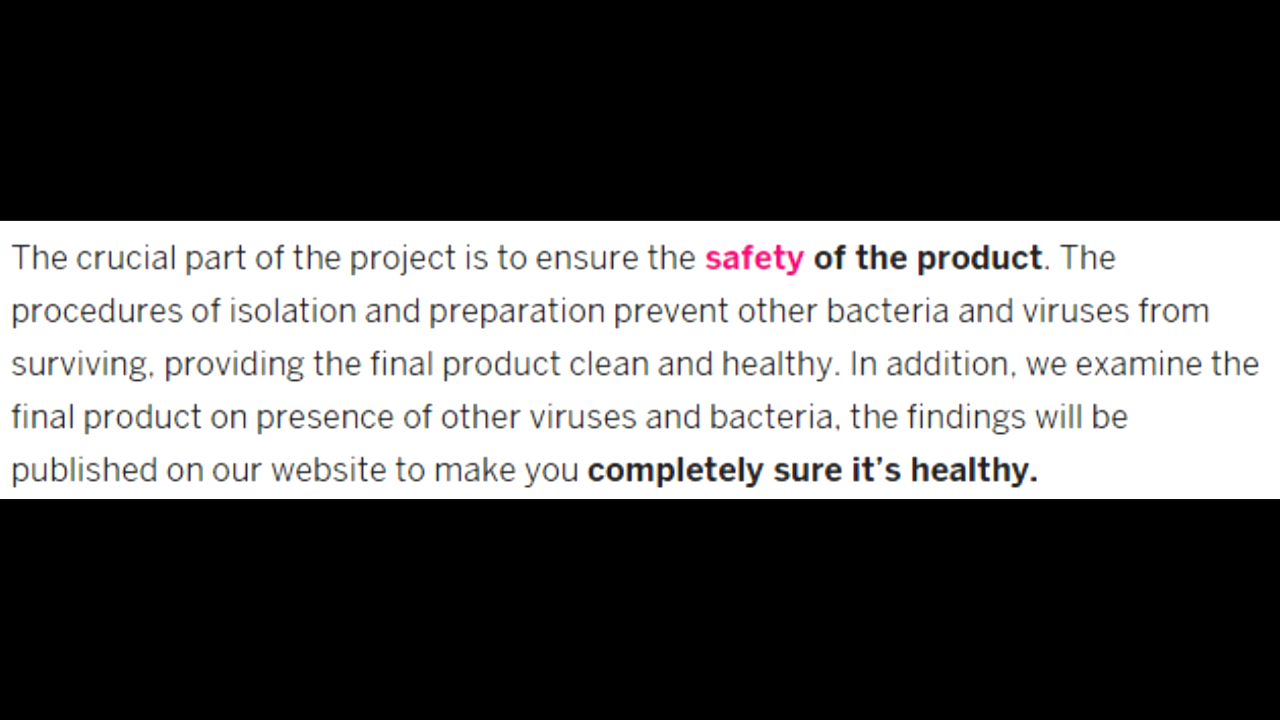 The crucial part of the project is to ensure the safety of the product. The
procedures of isolation and preparation prevent other bacteria and viruses from
surviving, providing the final product clean and healthy. In addition, we examine the
final product on presence of other viruses and bacteria, the findings will be
published on our website to make you completely sure it's healthy.